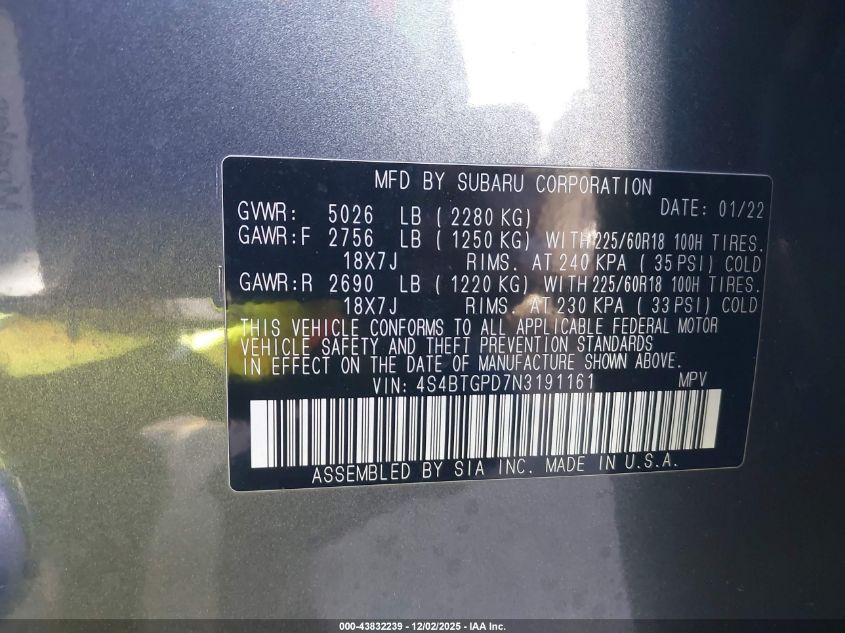 MFD BY SUBARU CORPORATION
DATE: 01/22
GVWR: 5026 LB ( 2280 KG)
GAWR:F 2756 LB ( 1250 KG) WITH 225/60R18 100H TIRES.
18X7J RIMS. AT 240 KPA ( 35 PSI) COLD
GAWR:R 2690 LB ( 1220 KG) WITH 225/60R18 100H TIRES.
18X7J RIMS. AT 230 KPA ( 33 PSI) COLD
THIS VEHICLE CONFORMS TO ALL APPLICABLE FEDERAL MOTOR
VEHICLE SAFETY AND THEFT PREVENTION STANDARDS
IN EFFECT ON THE DATE OF MANUFACTURE SHOWN ABOVE.
VIN: 4S4BTGPD7N3191161 MPV
ASSEMBLED BY SIA INC. MADE IN U.S.A.
000-43832239 - 12/02/2025 - IAA Inc.